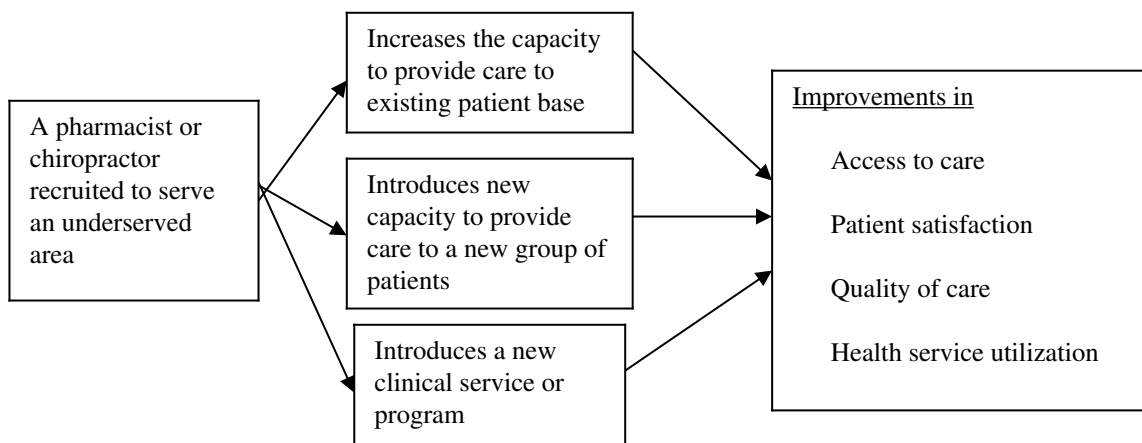 A pharmacist or
chiropractor
recruited to serve
an underserved
area
Increases the capacity
to provide care to
existing patient base
Introduces new
capacity to provide
care to a new group of
patients
Introduces a new
clinical service or
program
Improvements in
Access to care
Patient satisfaction
Quality of care
Health service utilization